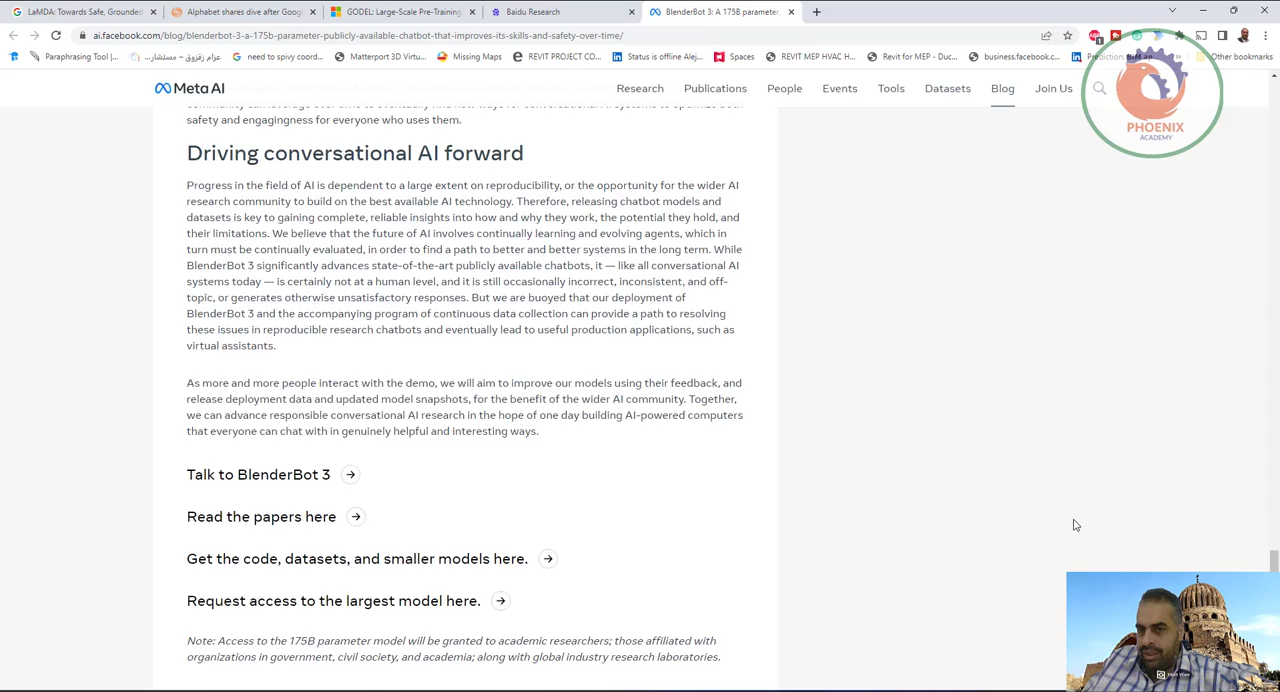 LaMDA: Towards Safe, Grounded
Alphabet shares dive after Goog
GODEL: Large-Scale Pre-Training
Baidu Research
BlenderBot 3: A 175B parameter,
ai.facebook.com/blog/blenderbot-3-a-175b-parameter-publicly-available-chatbot-that-improves-its-skills-and-safety-over-time/
Paraphrasing Tool |...
عزام زقزوق – مستشار...
need to spivy coord...
Matterport 3D Virtu...
Missing Maps
REVIT PROJECT CO...
Status is offline Alej...
Spaces
REVIT MEP HVAC...
Revit for MEP - Duc...
business.facebook.c...
Other bookmarks
Meta AI
Research
Publications
People
Events
Tools
Datasets
Blog
Join Us
PHOENIX
ACADEMY
safety and engagingness for everyone who uses them.
Driving conversational AI forward
Progress in the field of AI is dependent to a large extent on reproducibility, or the opportunity for the wider AI
research community to build on the best available AI technology. Therefore, releasing chatbot models and
datasets is key to gaining complete, reliable insights into how and why they work, the potential they hold, and
their limitations. We believe that the future of AI involves continually learning and evolving agents, which in
turn must be continually evaluated, in order to find a path to better and better systems in the long term. While
BlenderBot 3 significantly advances state-of-the-art publicly available chatbots, it — like all conversational AI
systems today — is certainly not at a human level, and it is still occasionally incorrect, inconsistent, and off-
topic, or generates otherwise unsatisfactory responses. But we are buoyed that our deployment of
BlenderBot 3 and the accompanying program of continuous data collection can provide a path to resolving
these issues in reproducible research chatbots and eventually lead to useful production applications, such as
virtual assistants.
As more and more people interact with the demo, we will aim to improve our models using their feedback, and
release deployment data and updated model snapshots, for the benefit of the wider AI community. Together,
we can advance responsible conversational AI research in the hope of one day building AI-powered computers
that everyone can chat with in genuinely helpful and interesting ways.
Talk to BlenderBot 3
Read the papers here
Get the code, datasets, and smaller models here.
Request access to the largest model here.
Note: Access to the 175B parameter model will be granted to academic researchers; those affiliated with
organizations in government, civil society, and academia; along with global industry research laboratories.